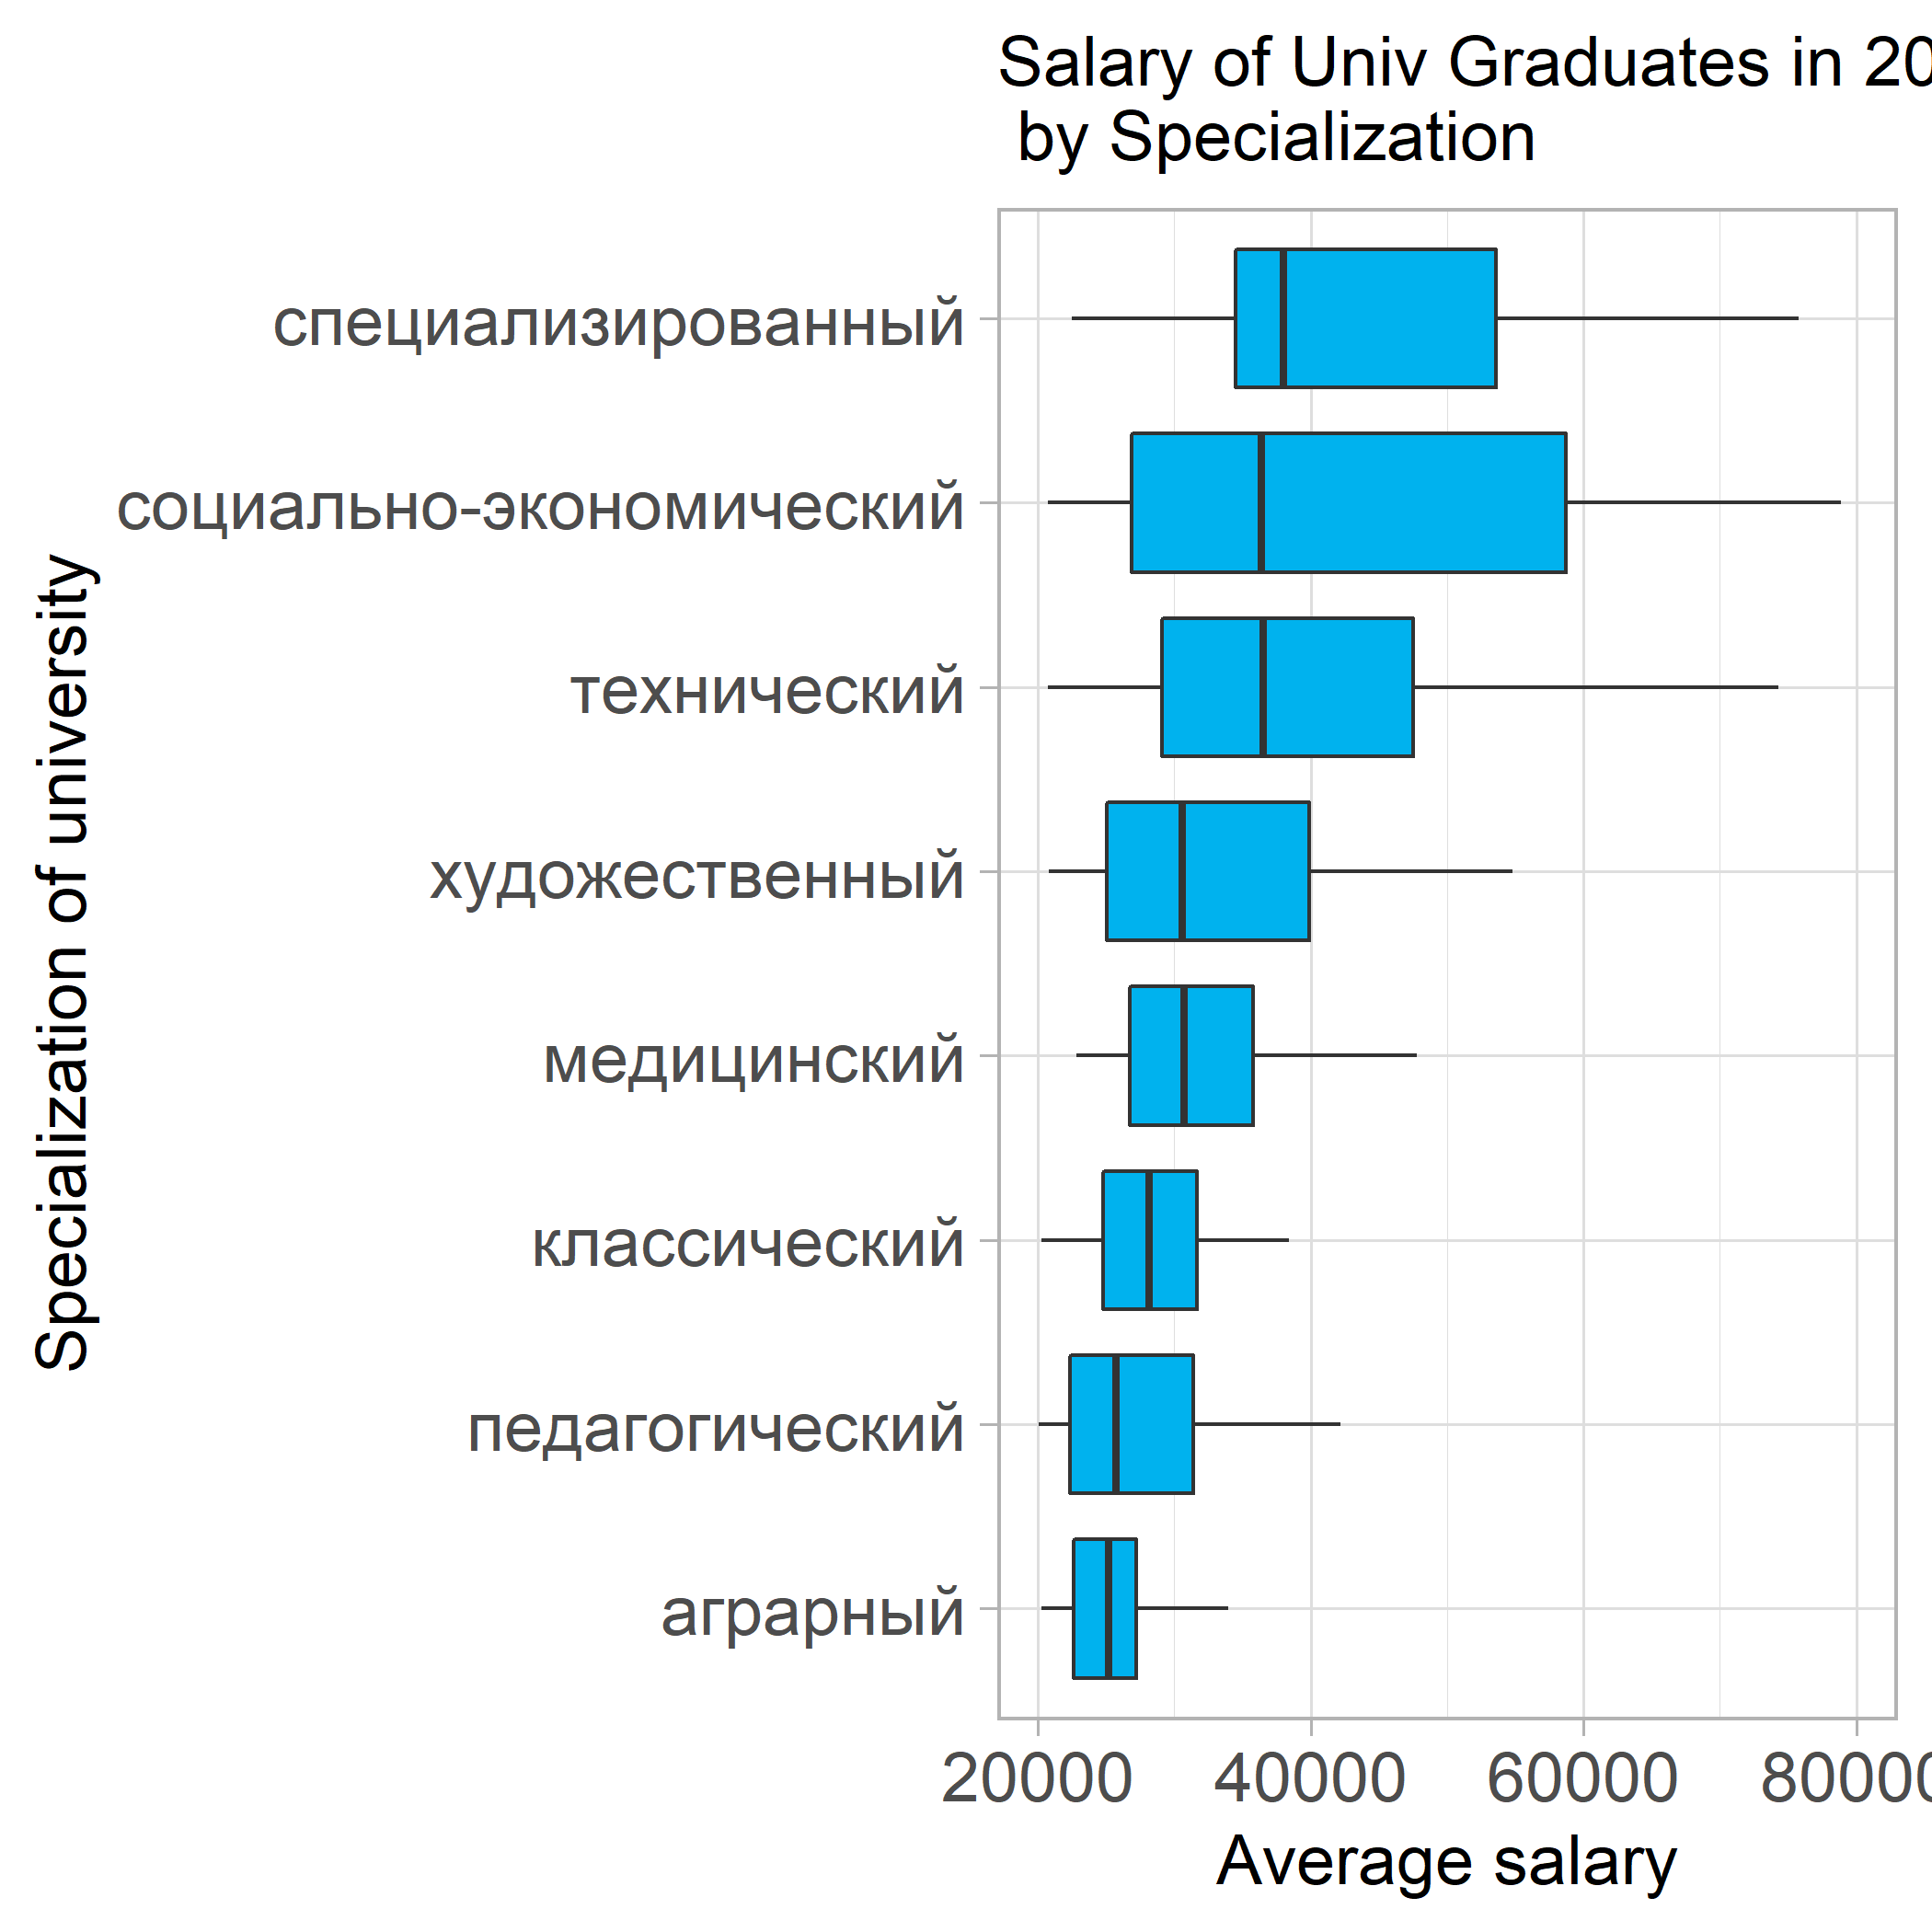 Salary of Univ Graduates in 20
by Specialization
Specialization of university
специализированный
социально-экономический
технический
художественный
медицинский
классический
педагогический
аграрный
20000 40000 60000 80000
Average salary